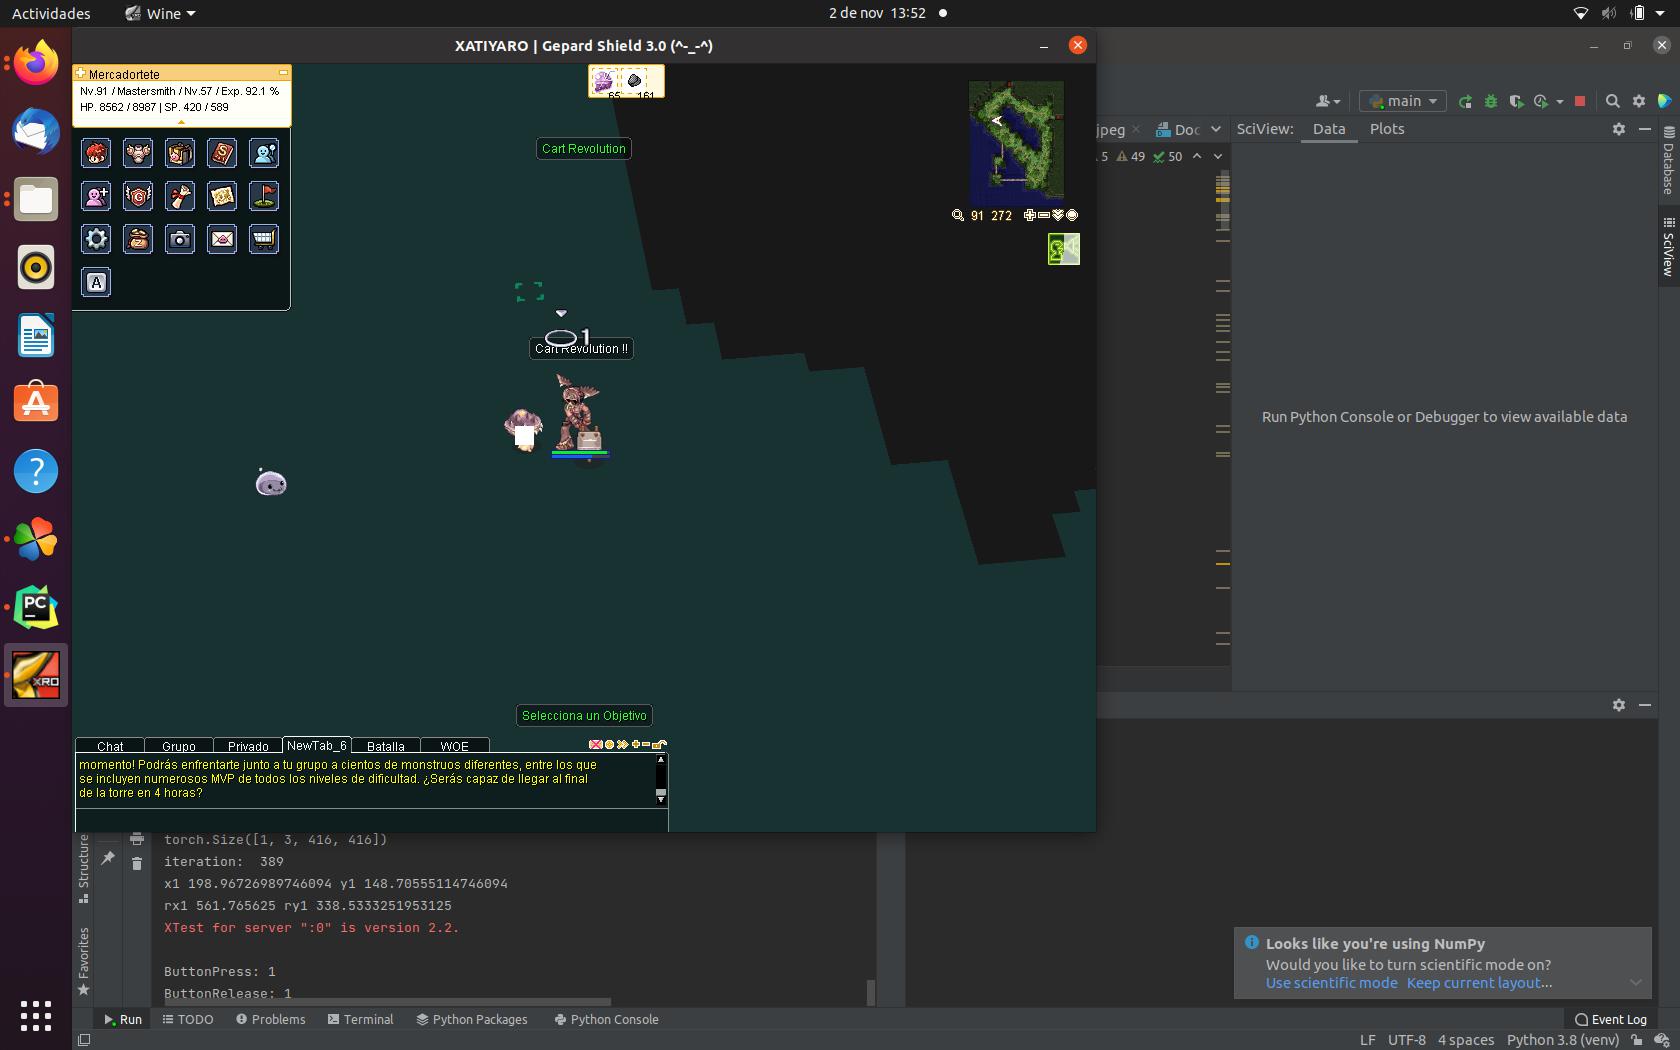 Actividades
Wine
2 de nov 13:52
XATIYARO | Gepard Shield 3.0 (^-_-^)
Mercadortete
Nv.91 / Mastersmith / Nv.57 / Exp. 92.1 %
HP. 8562 / 8987 | SP. 420 / 589
65 161
Cart Revolution
91 272
1
Cart Revolution !!
A
Selecciona un Objetivo
Chat Grupo Privado NewTab_6 Batalla WOE
momento! Podrás enfrentarte junto a tu grupo a cientos de monstruos diferentes, entre los que
se incluyen numerosos MVP de todos los niveles de dificultad. ¿Serás capaz de llegar al final
de la torre en 4 horas?
main
jpeg
Doc
SciView: Data Plots
5 49 50
Database
SciView
Run Python Console or Debugger to view available data
PC
XRO
torch.Size([1, 3, 416, 416])
iteration:  389
x1 198.96726989746094 y1 148.70555114746094
rx1 561.765625 ry1 338.5333251953125
XTest for server ":0" is version 2.2.
ButtonPress: 1
ButtonRelease: 1
Structure
Favorites
Looks like you're using NumPy
Would you like to turn scientific mode on?
Use scientific mode Keep current layout...
Run TODO Problems Terminal Python Packages Python Console
Event Log
LF UTF-8 4 spaces Python 3.8 (venv)